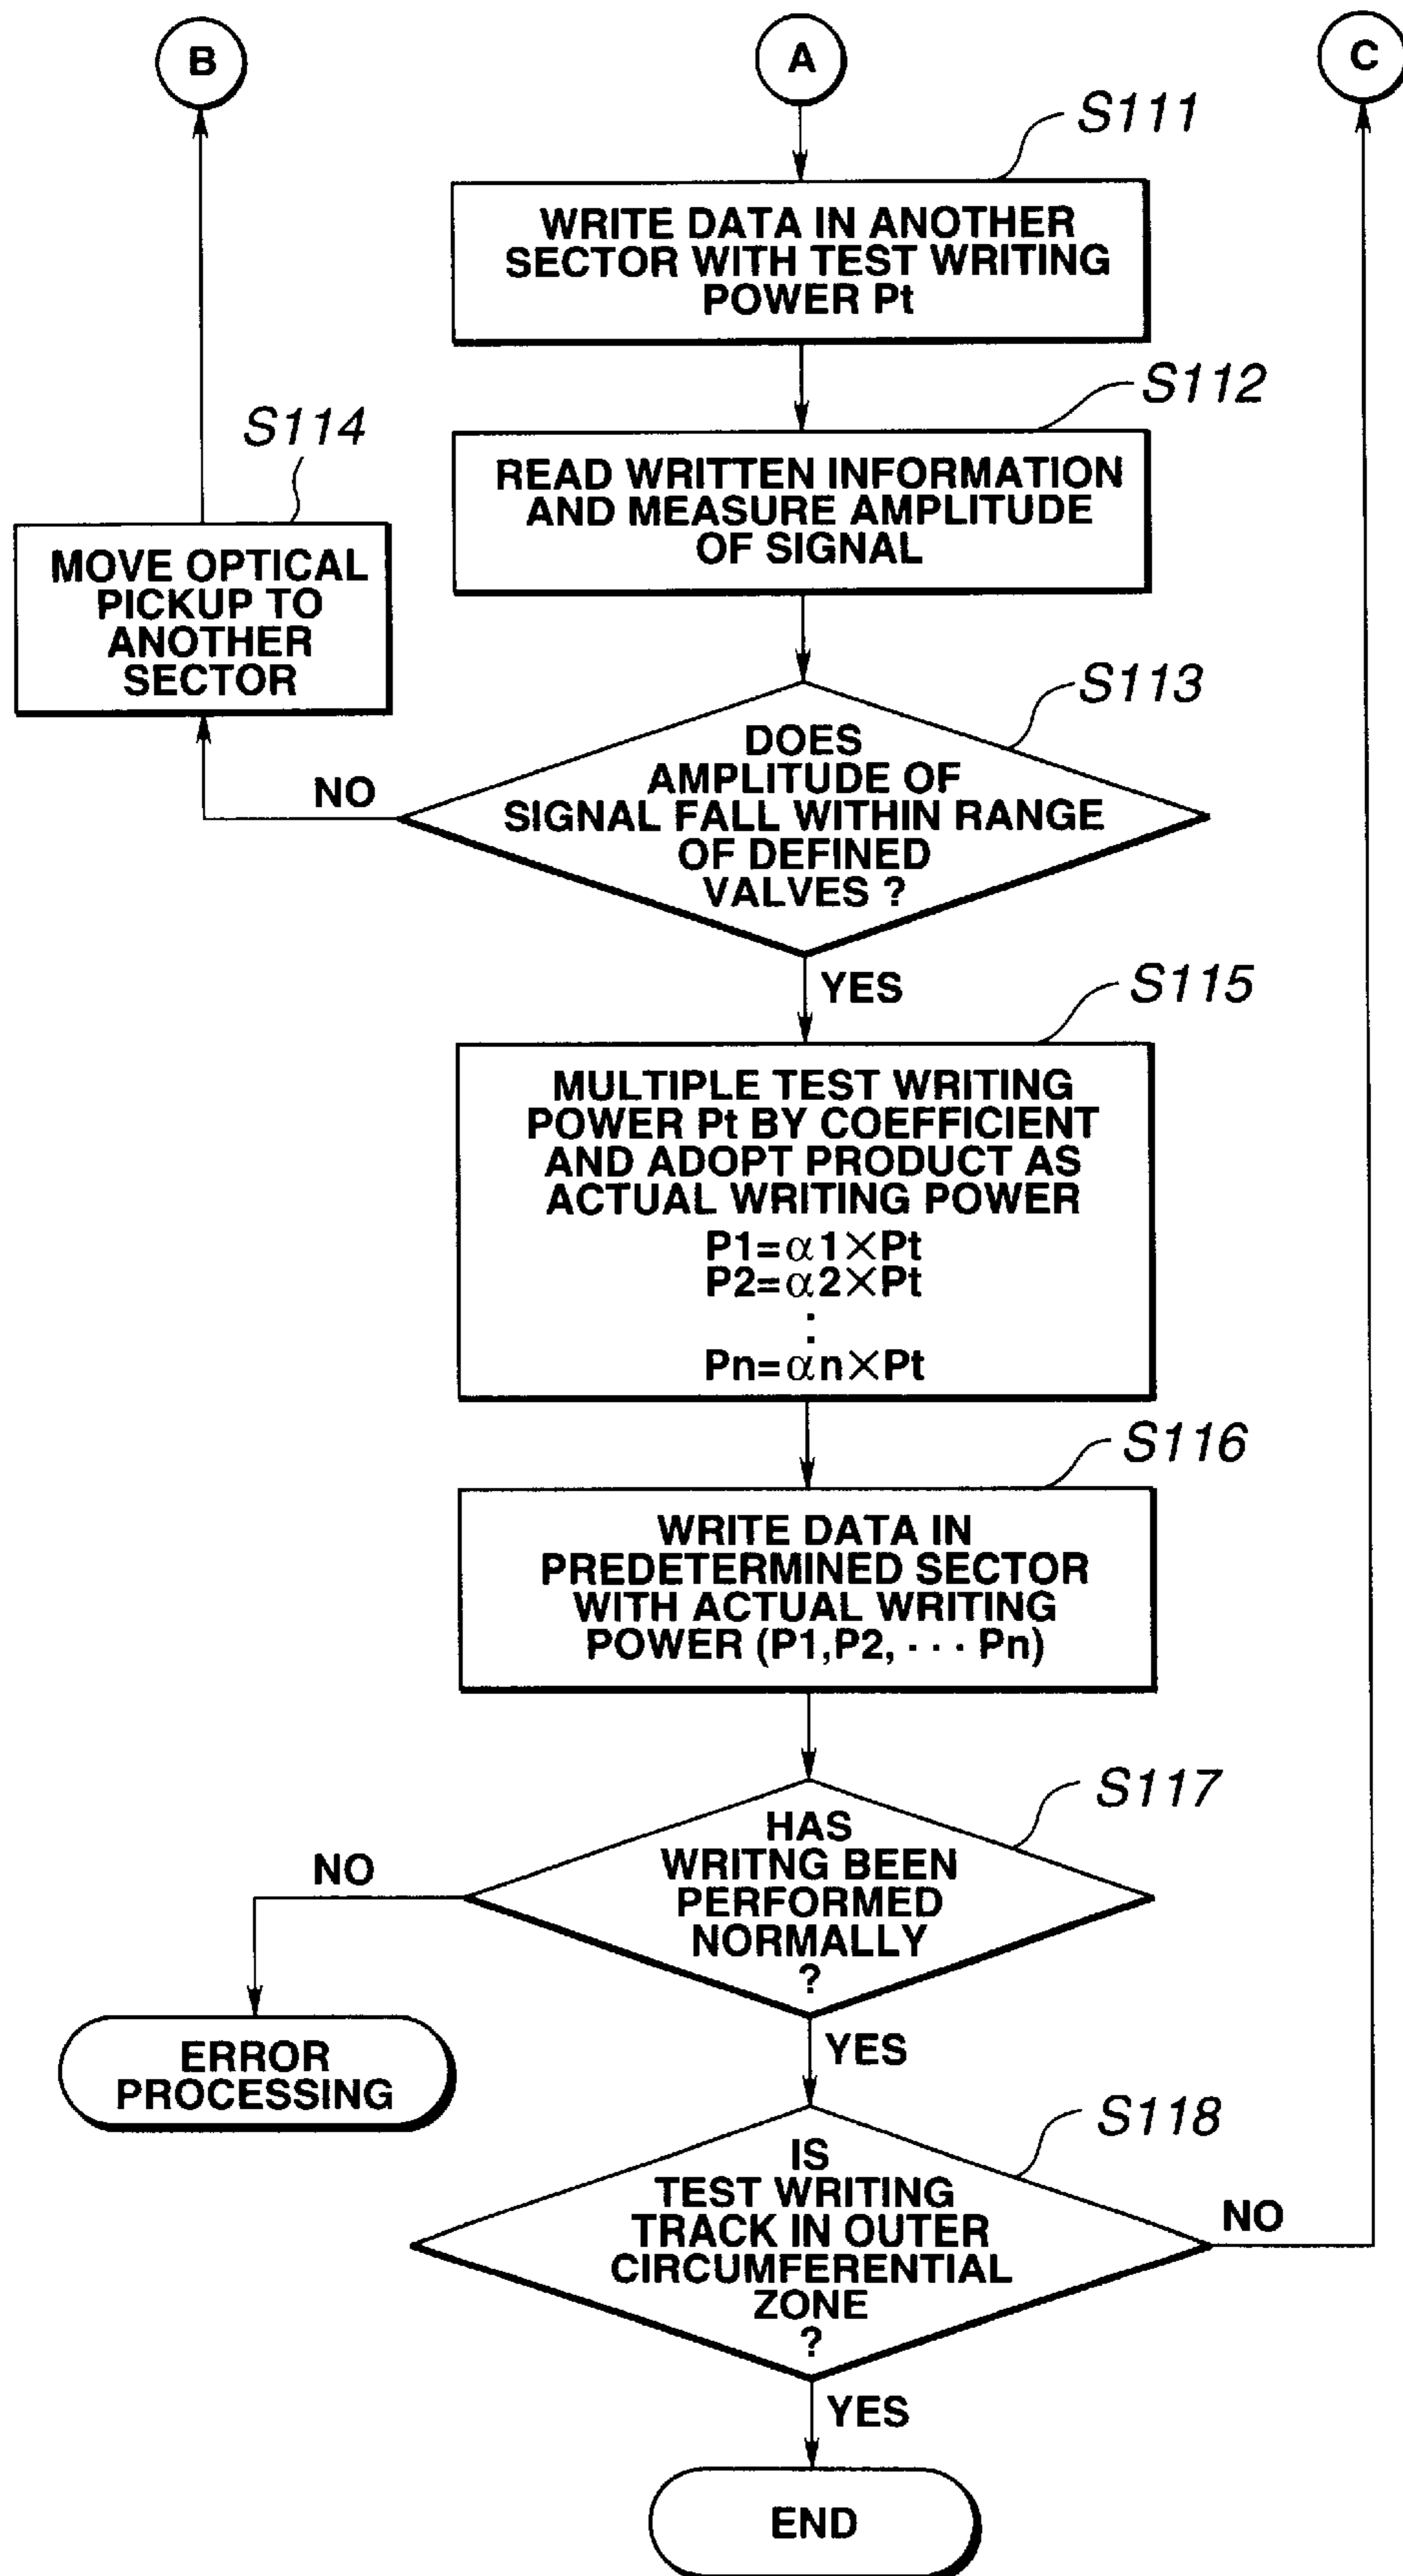 B
A
C
S111
WRITE DATA IN ANOTHER
SECTOR WITH TEST WRITING
POWER Pt
S112
READ WRITTEN INFORMATION
AND MEASURE AMPLITUDE
OF SIGNAL
S114
MOVE OPTICAL
PICKUP TO
ANOTHER
SECTOR
S113
DOES
AMPLITUDE OF
SIGNAL FALL WITHIN RANGE
OF DEFINED
VALVES ?
NO
YES
S115
MULTIPLE TEST WRITING
POWER Pt BY COEFFICIENT
AND ADOPT PRODUCT AS
ACTUAL WRITING POWER
P1=α1×Pt
P2=α2×Pt
:
Pn=αn×Pt
S116
WRITE DATA IN
PREDETERMINED SECTOR
WITH ACTUAL WRITING
POWER (P1,P2, · · · Pn)
S117
HAS
WRITNG BEEN
PERFORMED
NORMALLY
?
NO
ERROR
PROCESSING
YES
S118
IS
TEST WRITING
TRACK IN OUTER
CIRCUMFERENTIAL
ZONE
?
NO
YES
END